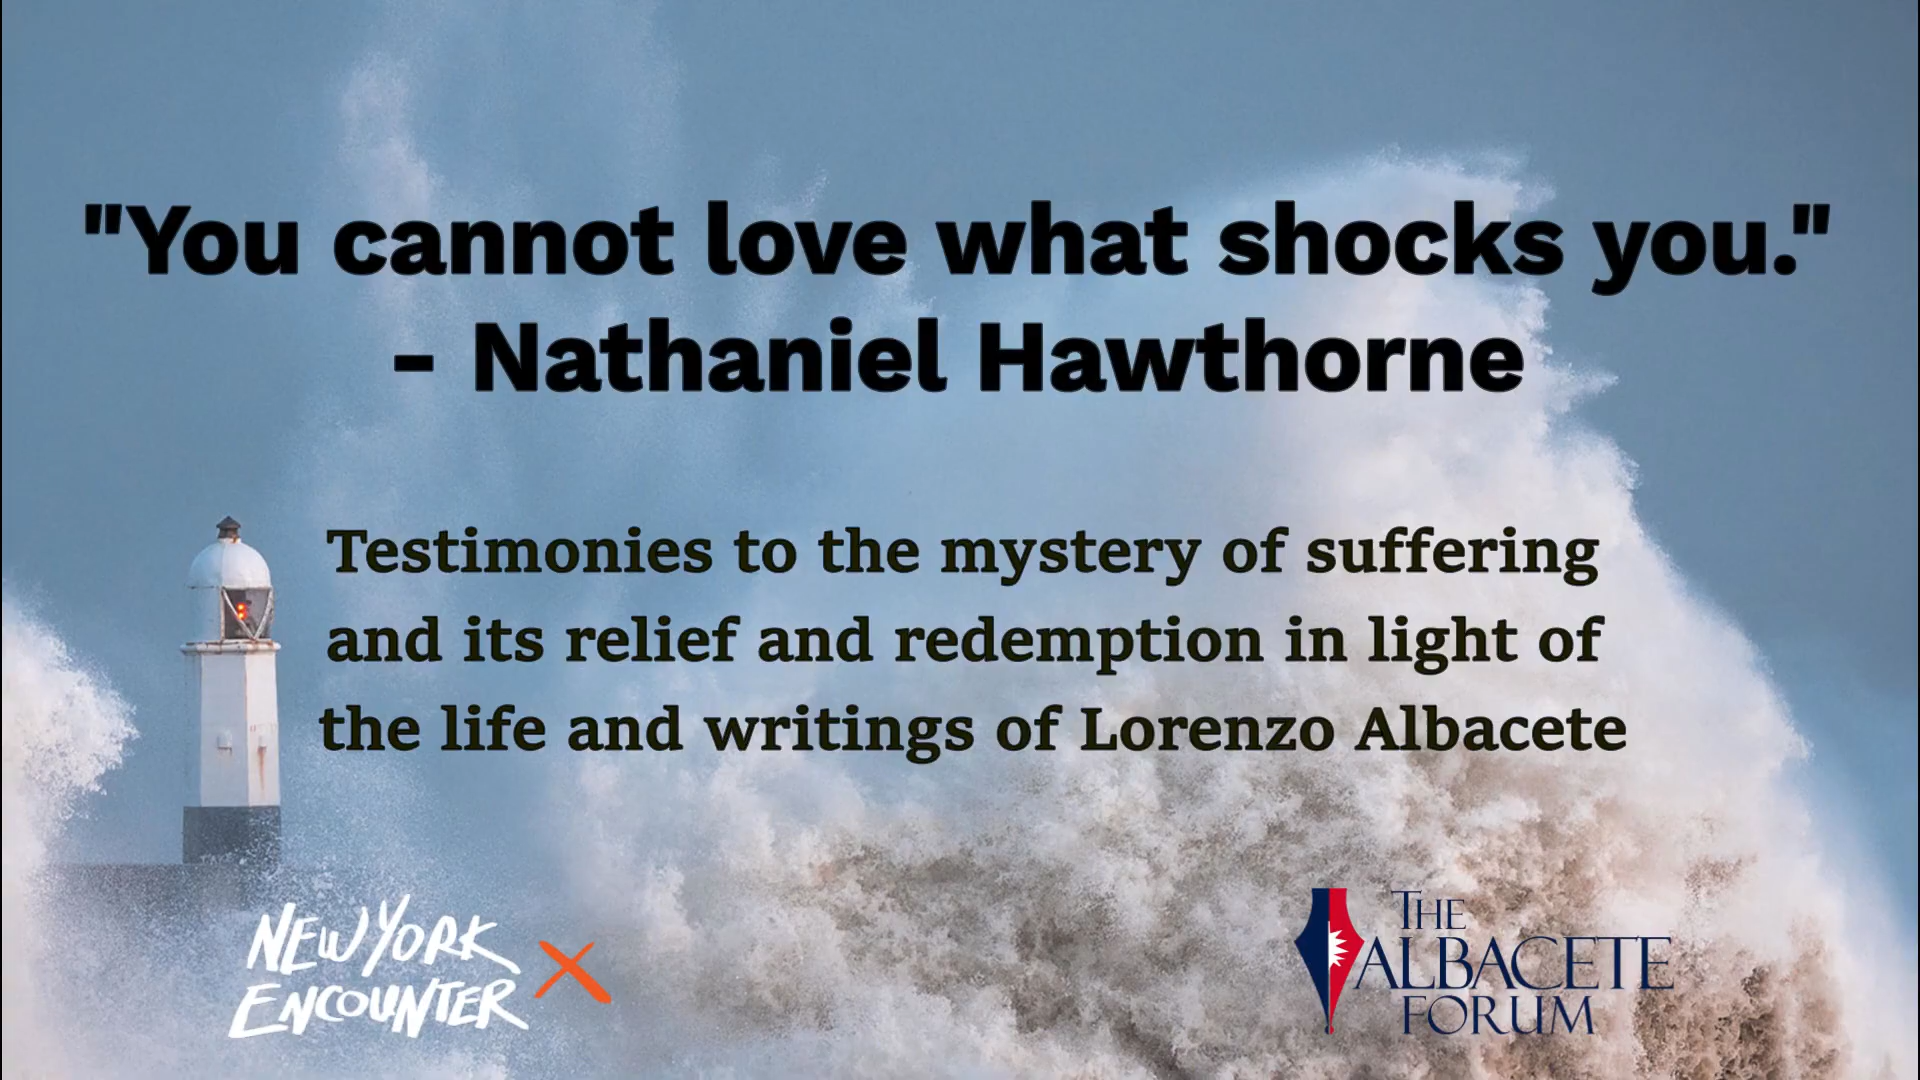 "You cannot love what shocks you."
- Nathaniel Hawthorne
Testimonies to the mystery of suffering
and its relief and redemption in light of
the life and writings of Lorenzo Albacete
NEW YORK
ENCOUNTER
THE
ALBACETE
FORUM